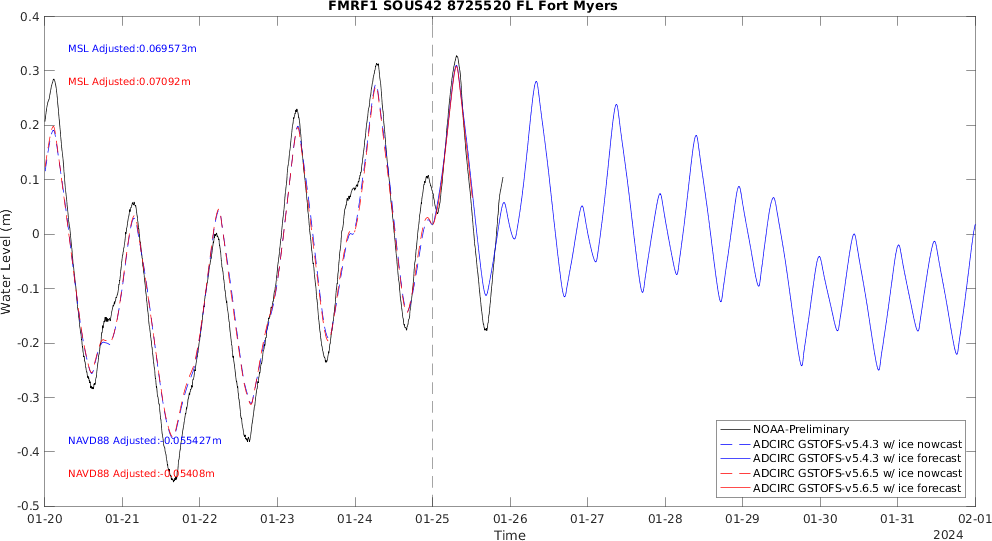 FMRF1 SOUS42 8725520 FL Fort Myers
0.4
0.3
0.2
0.1
0
-0.1
-0.2
-0.3
-0.4
-0.5
Water Level (m)
MSL Adjusted:0.069573m
MSL Adjusted:0.07092m
NAVD88 Adjusted:-0.055427m
NAVD88 Adjusted:-0.05408m
NOAA-Preliminary
ADCIRC GSTOFS-v5.4.3 w/ ice nowcast
ADCIRC GSTOFS-v5.4.3 w/ ice forecast
ADCIRC GSTOFS-v5.6.5 w/ ice nowcast
ADCIRC GSTOFS-v5.6.5 w/ ice forecast
01-20 01-21 01-22 01-23 01-24 01-25 01-26 01-27 01-28 01-29 01-30 01-31 02-01
Time
2024